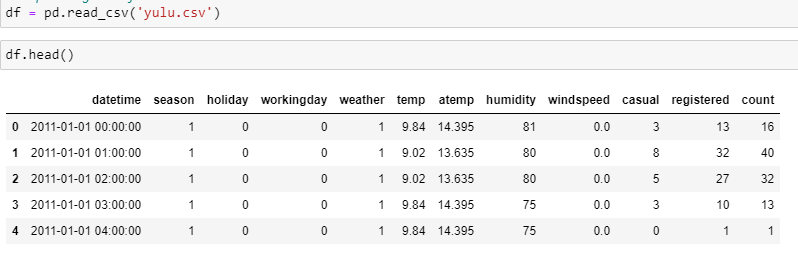 df = pd.read_csv('yulu.csv')
df.head()
datetime season holiday workingday weather temp atemp humidity windspeed casual registered count
0 2011-01-01 00:00:00 1 0 0 1 9.84 14.395 81 0.0 3 13 16
1 2011-01-01 01:00:00 1 0 0 1 9.02 13.635 80 0.0 8 32 40
2 2011-01-01 02:00:00 1 0 0 1 9.02 13.635 80 0.0 5 27 32
3 2011-01-01 03:00:00 1 0 0 1 9.84 14.395 75 0.0 3 10 13
4 2011-01-01 04:00:00 1 0 0 1 9.84 14.395 75 0.0 0 1 1